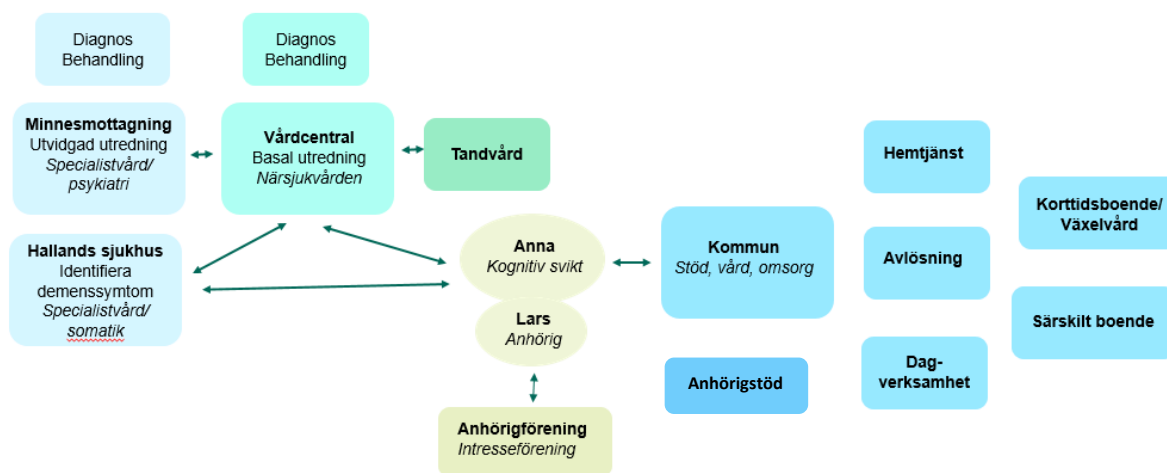 Diagnos
Behandling
Diagnos
Behandling
Minnesmottagning
Utvidgad utredning
Specialistvård/
psykiatri
Vårdcentral
Basal utredning
Närsjukvården
Tandvård
Hemtjänst
Korttidsboende/
Växelvård
Hallands sjukhus
Identifiera
demenssymtom
Specialistvård/
somatik
Anna
Kognitiv svikt
Kommun
Stöd, vård, omsorg
Avlösning
Lars
Anhörig
Särskilt boende
Anhörigstöd
Dag-
verksamhet
Anhörigförening
Intresseförening